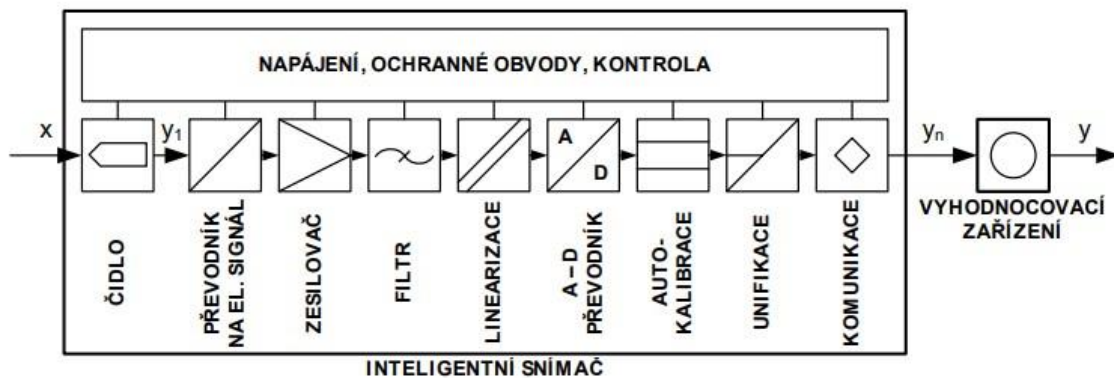 NAPÁJENÍ, OCHRANNÉ OBVODY, KONTROLA
x
y1
A
D
yn
y
ČIDLO
PŘEVODNÍK
NA EL. SIGNÁL
ZESILOVAČ
FILTR
LINEARIZACE
A – D
PŘEVODNÍK
AUTO-
KALIBRACE
UNIFIKACE
KOMUNIKACE
VYHODNOCOVACÍ
ZAŘÍZENÍ
INTELIGENTNÍ SNÍMAČ